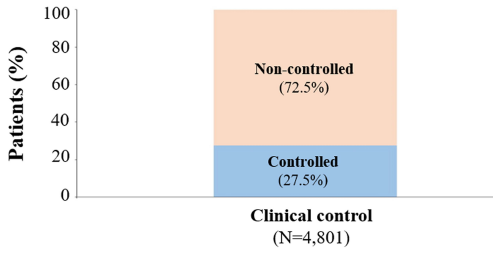 Patients (%)
100
80
60
40
20
0
Non-controlled
(72.5%)
Controlled
(27.5%)
Clinical control
(N=4,801)